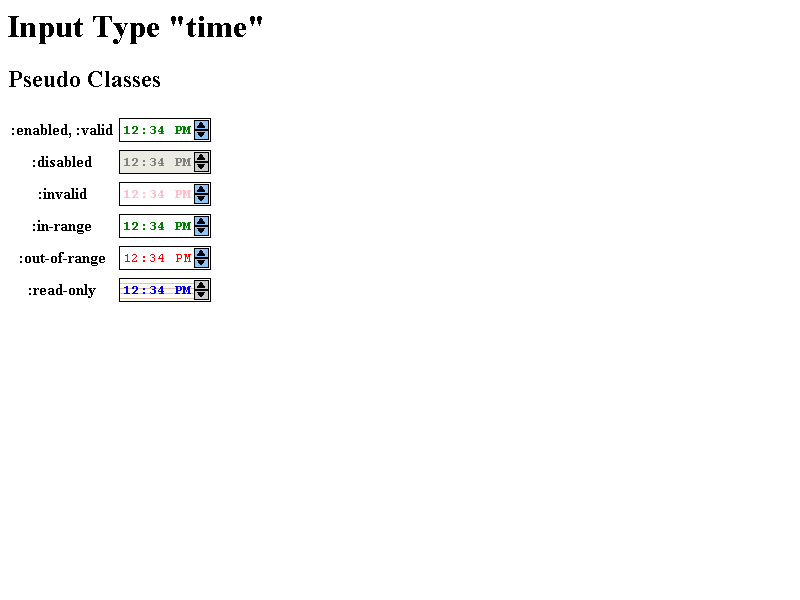 Input Type "time"
Pseudo Classes
:enabled, :valid 12:34 PM
:disabled 12:34 PM
:invalid 12:34 PM
:in-range 12:34 PM
:out-of-range 12:34 PM
:read-only 12:34 PM